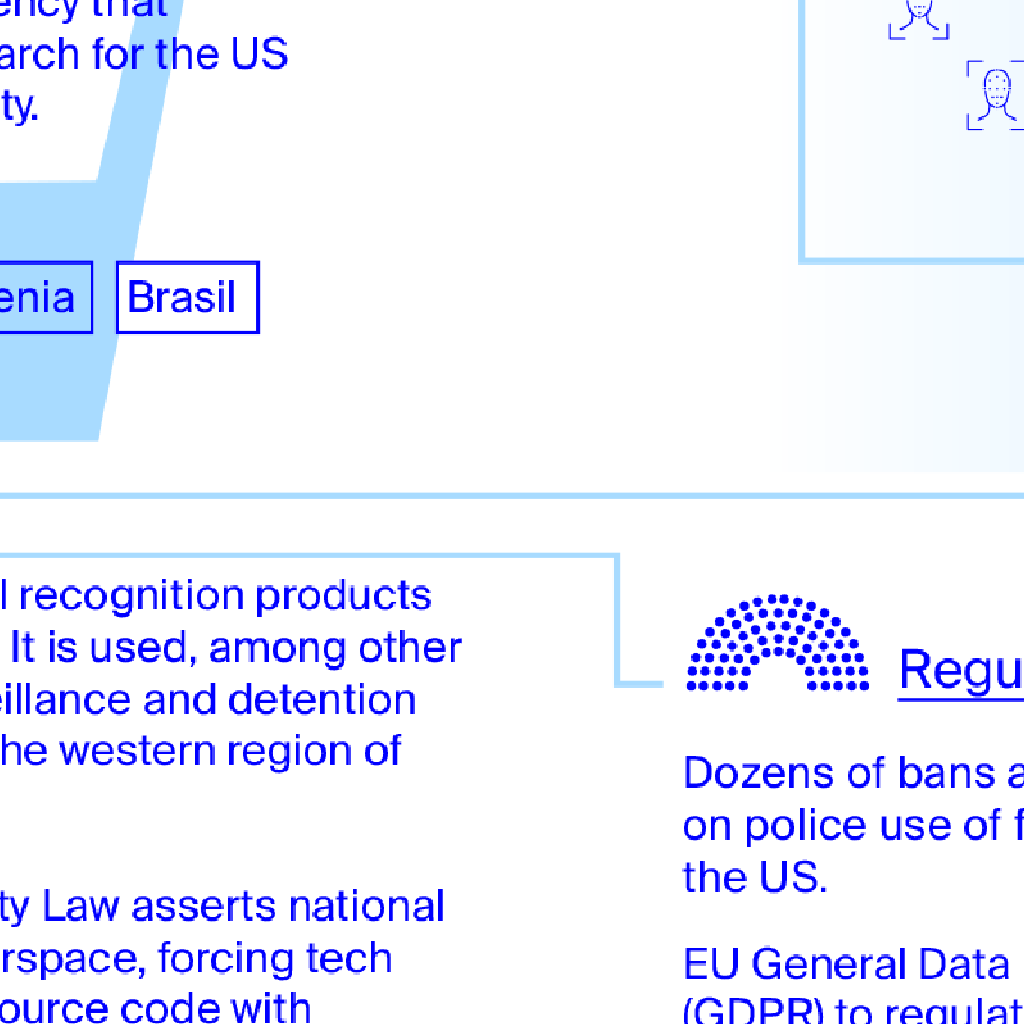 ency that
arch for the US
ty.
enia
Brasil
l recognition products
It is used, among other
eillance and detention
he western region of
ty Law asserts national
rspace, forcing tech
ource code with
Regu
Dozens of bans a
on police use of f
the US.
EU General Data
(GDPR) to regulat